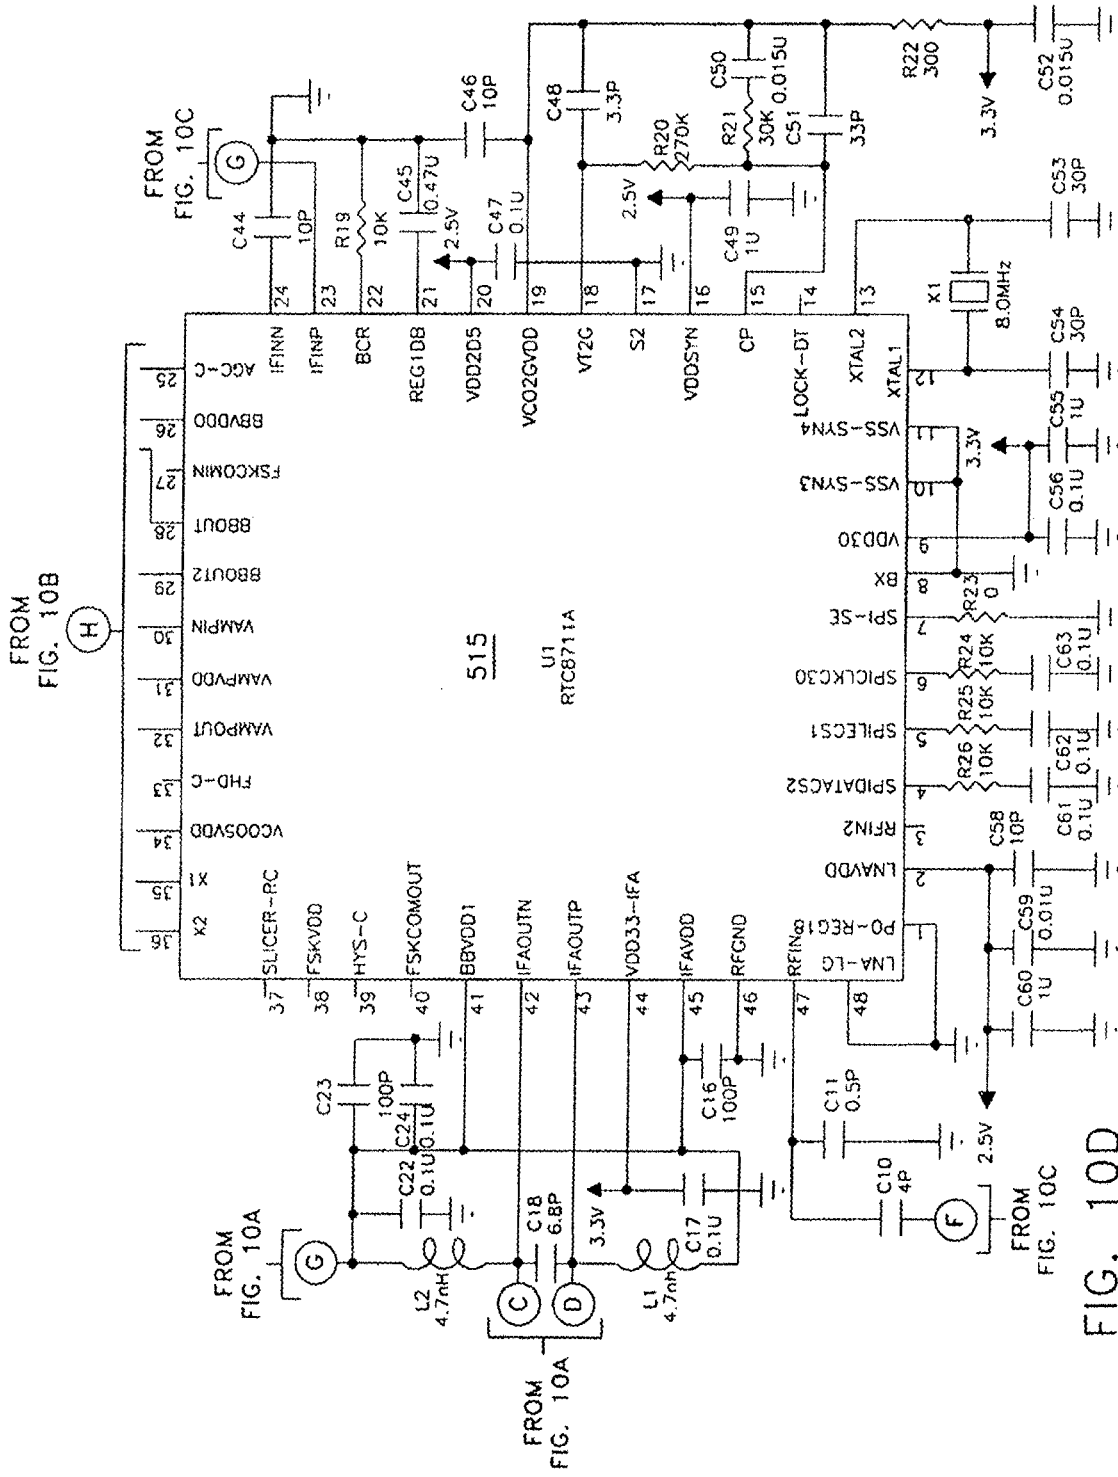 FROM
FIG. 10A
G
FROM
FIG. 10A
C
D
L2
4.7nH
C18
6.8P
L1
4.7nH
C22
0.1U
C23
100P
C24
0.1U
3.3V
C17
0.1U
C16
100P
C10
4P
C11
0.5P
F
FROM
FIG. 10C
2.5V
37 SLICER-RC
38 FSKVDD
39 HYS-C
40 FSKCOMOUT
41 BBVDD1
42 IFAOUTN
43 IFAOUTP
44 VDD33-IFA
45 IFAVDD
46 RFGND
47 RFIN
48 LNA-LG
FROM
FIG. 10B
H
36 X2
35 X1
34 VCO05VDD
33 FHD-C
32 VAMPOUT
31 VAMPVDD
30 VAMPIN
29 BBOUT2
28 BBOUT
27 FSKCOMIN
26 BBVDDO
25 AGC-C
515
U1
RTC8711A
1 PO-REG18
2 LNAVDD
3 RFIN2
4 SPIDATACS2
5 SPILECS1
6 SPICLKC30
7 SPI-SE
8 BX
9 VDD30
10 VSS-SYN3
11 VSS-SYN4
12 XTAL1
C60
1U
C59
0.01U
C58
10P
R26
10K
C61
0.1U
R25
10K
C62
0.1U
R24
10K
C63
0.1U
R23
0
C56
0.1U
3.3V
C55
1U
C54
30P
X1
8.0MHz
C53
30P
IFINN 24
IFINP 23
BCR 22
REG1DB 21
VDD2D5 20
VCO2GVDD 19
VT2G 18
S2 17
VDDSYN 16
CP 15
LOCK-DT 14
XTAL2 13
FROM
FIG. 10C
G
C44
10P
R19
10K
C45
0.47U
2.5V
C46
10P
C47
0.1U
C48
3.3P
2.5V
R20
270K
C49
1U
R21
30K
C50
0.015U
C51
33P
R22
300
3.3V
C52
0.015U
FIG. 10D